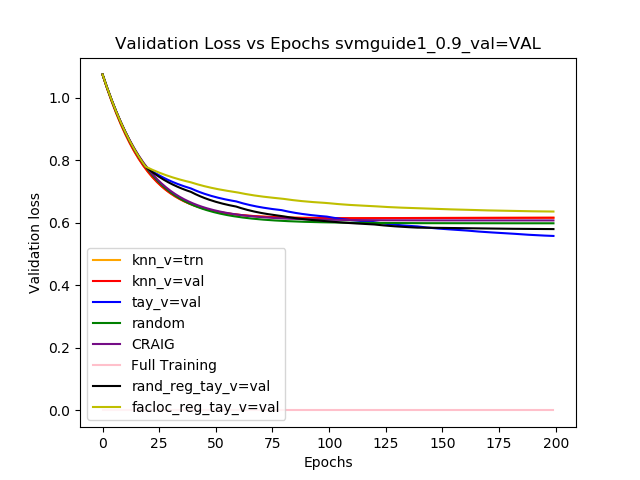 Validation Loss vs Epochs svmguide1_0.9_val=VAL
Validation loss
1.0
0.8
0.6
0.4
0.2
0.0
knn_v=trn
knn_v=val
tay_v=val
random
CRAIG
Full Training
rand_reg_tay_v=val
facloc_reg_tay_v=val
0 25 50 75 100 125 150 175 200
Epochs